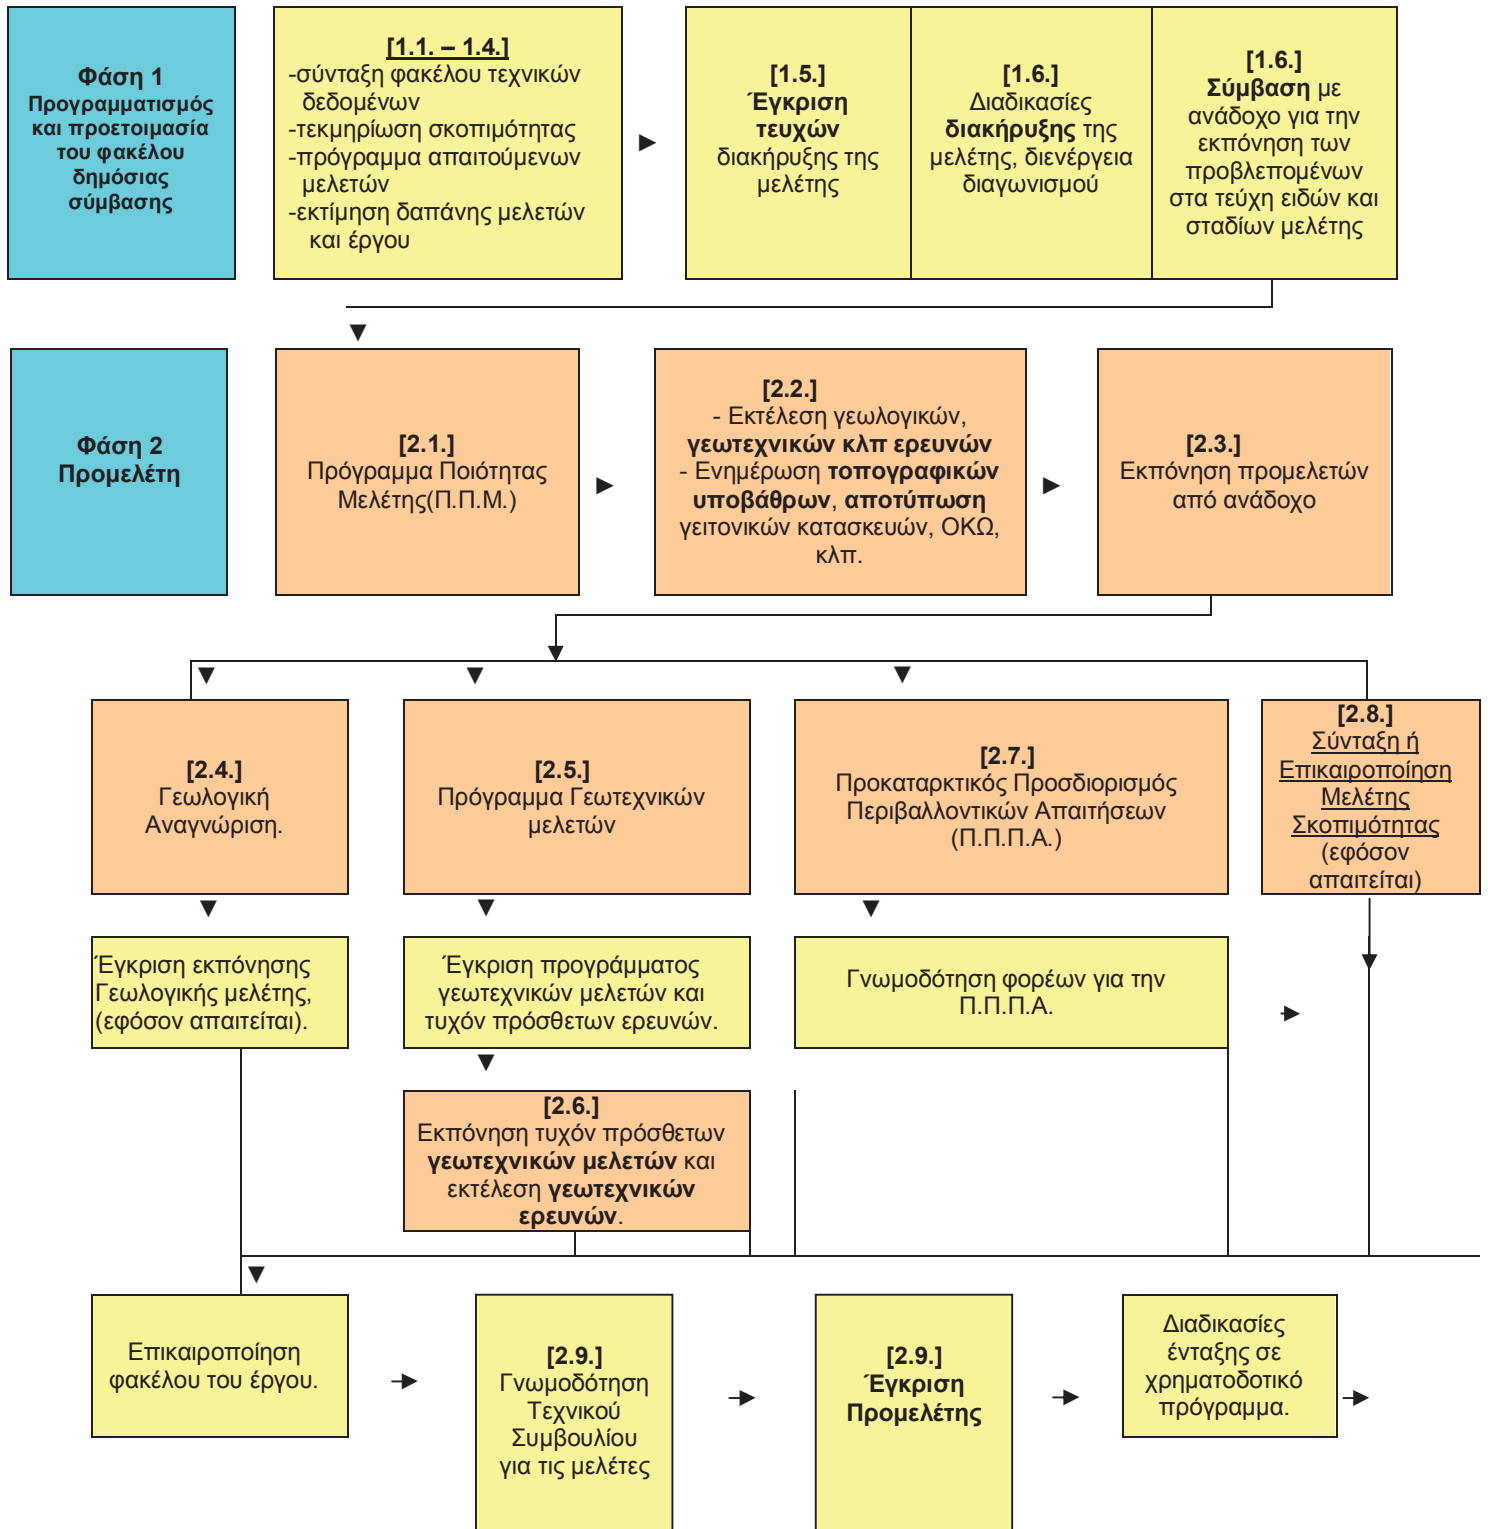 Φάση 1
Προγραμματισμός
και προετοιμασία
του φακέλου
δημόσιας
σύμβασης
[1.1. – 1.4.]
-σύνταξη φακέλου τεχνικών
δεδομένων
-τεκμηρίωση σκοπιμότητας
-πρόγραμμα απαιτούμενων
μελετών
-εκτίμηση δαπάνης μελετών
και έργου
[1.5.]
Έγκριση
τευχών
διακήρυξης της
μελέτης
[1.6.]
Διαδικασίες
διακήρυξης της
μελέτης, διενέργεια
διαγωνισμού
[1.6.]
Σύμβαση με
ανάδοχο για την
εκπόνηση των
προβλεπομένων
στα τεύχη ειδών και
σταδίων μελέτης
Φάση 2
Προμελέτη
[2.1.]
Πρόγραμμα Ποιότητας
Μελέτης(Π.Π.Μ.)
[2.2.]
- Εκτέλεση γεωλογικών,
γεωτεχνικών κλπ ερευνών
- Ενημέρωση τοπογραφικών
υποβάθρων, αποτύπωση
γειτονικών κατασκευών, ΟΚΩ,
κλπ.
[2.3.]
Εκπόνηση προμελετών
από ανάδοχο
[2.4.]
Γεωλογική
Αναγνώριση.
[2.5.]
Πρόγραμμα Γεωτεχνικών
μελετών
[2.7.]
Προκαταρκτικός Προσδιορισμός
Περιβαλλοντικών Απαιτήσεων
(Π.Π.Π.Α.)
[2.8.]
Σύνταξη ή
Επικαιροποίηση
Μελέτης
Σκοπιμότητας
(εφόσον
απαιτείται)
Έγκριση εκπόνησης
Γεωλογικής μελέτης,
(εφόσον απαιτείται).
Έγκριση προγράμματος
γεωτεχνικών μελετών και
τυχόν πρόσθετων ερευνών.
Γνωμοδότηση φορέων για την
Π.Π.Π.Α.
[2.6.]
Εκπόνηση τυχόν πρόσθετων
γεωτεχνικών μελετών και
εκτέλεση γεωτεχνικών
ερευνών.
Επικαιροποίηση
φακέλου του έργου.
[2.9.]
Γνωμοδότηση
Τεχνικού
Συμβουλίου
για τις μελέτες
[2.9.]
Έγκριση
Προμελέτης
Διαδικασίες
ένταξης σε
χρηματοδοτικό
πρόγραμμα.